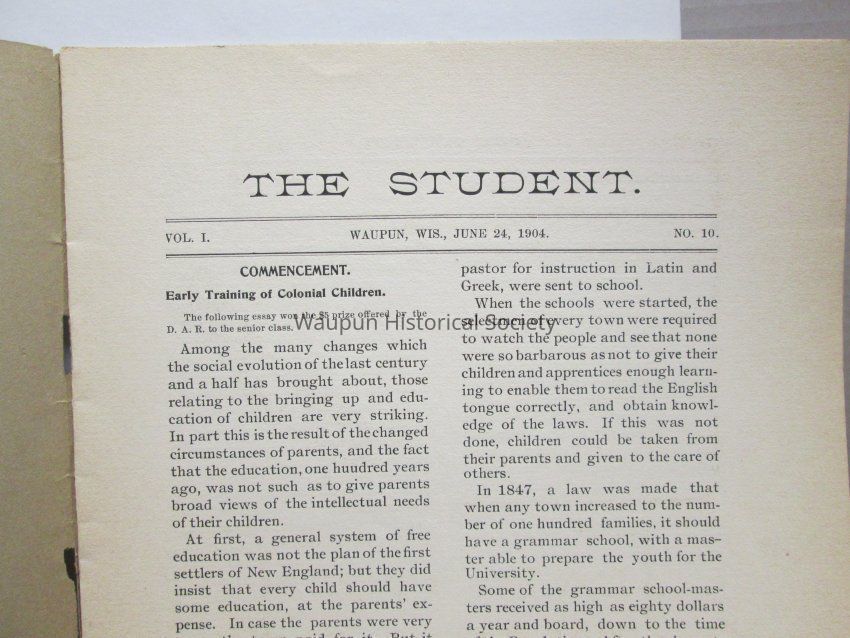 THE STUDENT.
VOL. I.
WAUPUN, WIS., JUNE 24, 1904.
NO. 10.
COMMENCEMENT.
Early Training of Colonial Children.
The following essay won the $5 prize offered by the
D. A. R. to the senior class.
Among the many changes which
the social evolution of the last century
and a half has brought about, those
relating to the bringing up and edu-
cation of children are very striking.
In part this is the result of the changed
circumstances of parents, and the fact
that the education, one huudred years
ago, was not such as to give parents
broad views of the intellectual needs
of their children.
At first, a general system of free
education was not the plan of the first
settlers of New England; but they did
insist that every child should have
some education, at the parents' ex-
pense. In case the parents were very
paid for it. But it
pastor for instruction in Latin and
Greek, were sent to school.
When the schools were started, the
selectmen of every town were required
to watch the people and see that none
were so barbarous as not to give their
children and apprentices enough learn-
ing to enable them to read the English
tongue correctly, and obtain knowl-
edge of the laws. If this was not
done, children could be taken from
their parents and given to the care of
others.
In 1847, a law was made that
when any town increased to the num-
ber of one hundred families, it should
have a grammar school, with a mas-
ter able to prepare the youth for the
University.
Some of the grammar school-mas-
ters received as high as eighty dollars
a year and board, down to the time
Waupun Historical Society